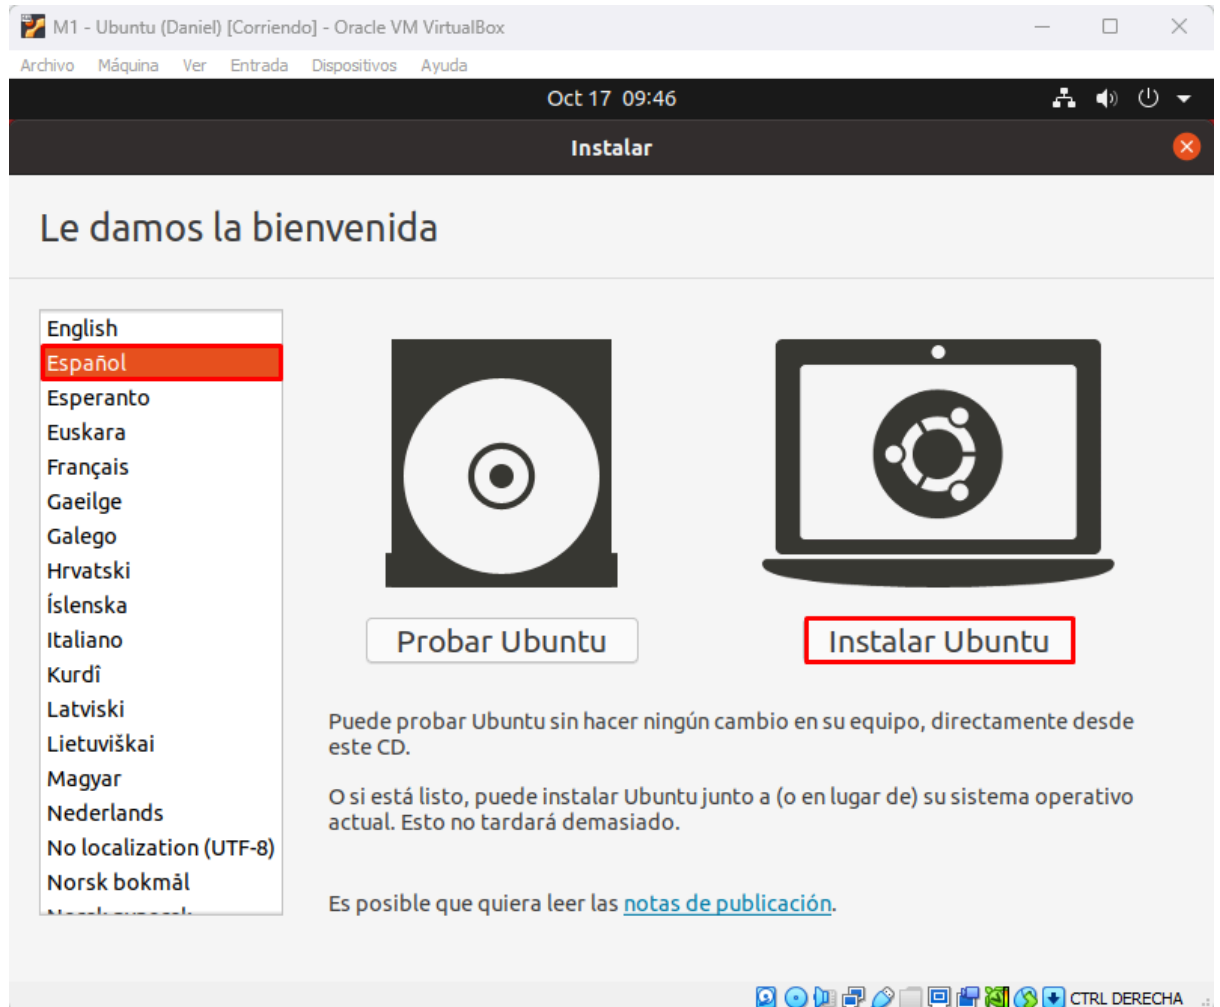 M1 - Ubuntu (Daniel) [Corriendo] - Oracle VM VirtualBox
Archivo Máquina Ver Entrada Dispositivos Ayuda
Oct 17 09:46
Instalar
Le damos la bienvenida
English
Español
Esperanto
Euskara
Français
Gaeilge
Galego
Hrvatski
Íslenska
Italiano
Kurdî
Latviski
Lietuviškai
Magyar
Nederlands
No localization (UTF-8)
Norsk bokmål
Probar Ubuntu
Instalar Ubuntu
Puede probar Ubuntu sin hacer ningún cambio en su equipo, directamente desde
este CD.
O si está listo, puede instalar Ubuntu junto a (o en lugar de) su sistema operativo
actual. Esto no tardará demasiado.
Es posible que quiera leer las notas de publicación.
CTRL DERECHA